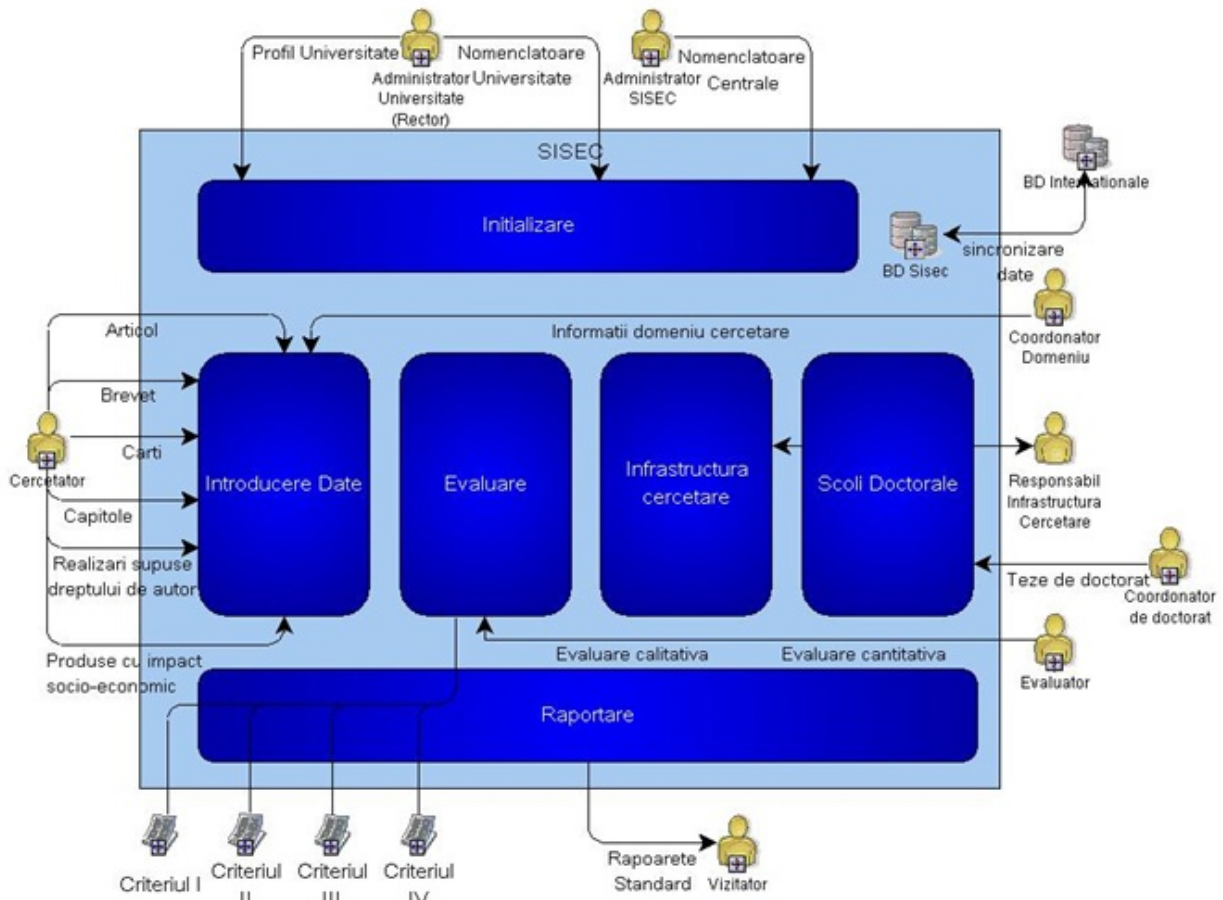 Profil Universitate
Administrator
Universitate
(Rector)
Nomenclatoare
Universitate
Administrator
SISEC
Nomenclatoare
Centrale
SISEC
Initializare
BD Internationale
BD Sisec
sincronizare
date
Articol
Informatii domeniu cercetare
Coordonator
Domeniu
Brevet
Carti
Cercetator
Capitole
Realizari supuse
dreptului de autor
Introducere Date
Evaluare
Infrastructura
cercetare
Scoli Doctorale
Responsabil
Infrastructura
Cercetare
Teze de doctorat
Coordonator
de doctorat
Produse cu impact
socio-economic
Evaluare calitativa
Evaluare cantitativa
Evaluator
Raportare
Criteriul I
Criteriul
II
Criteriul
III
Criteriul
IV
Rapoarete
Standard
Vizitator